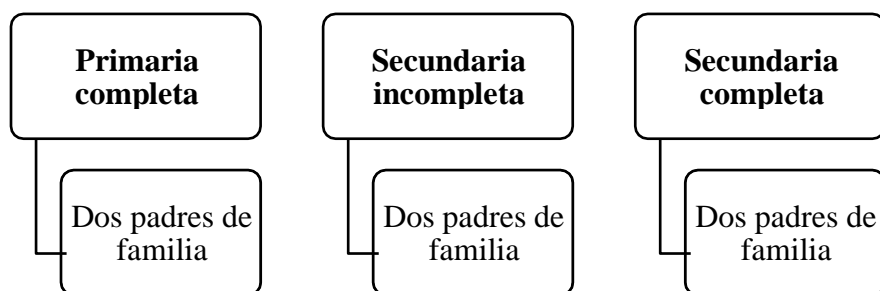 Primaria
completa
Dos padres de
familia
Secundaria
incompleta
Dos padres de
familia
Secundaria
completa
Dos padres de
familia